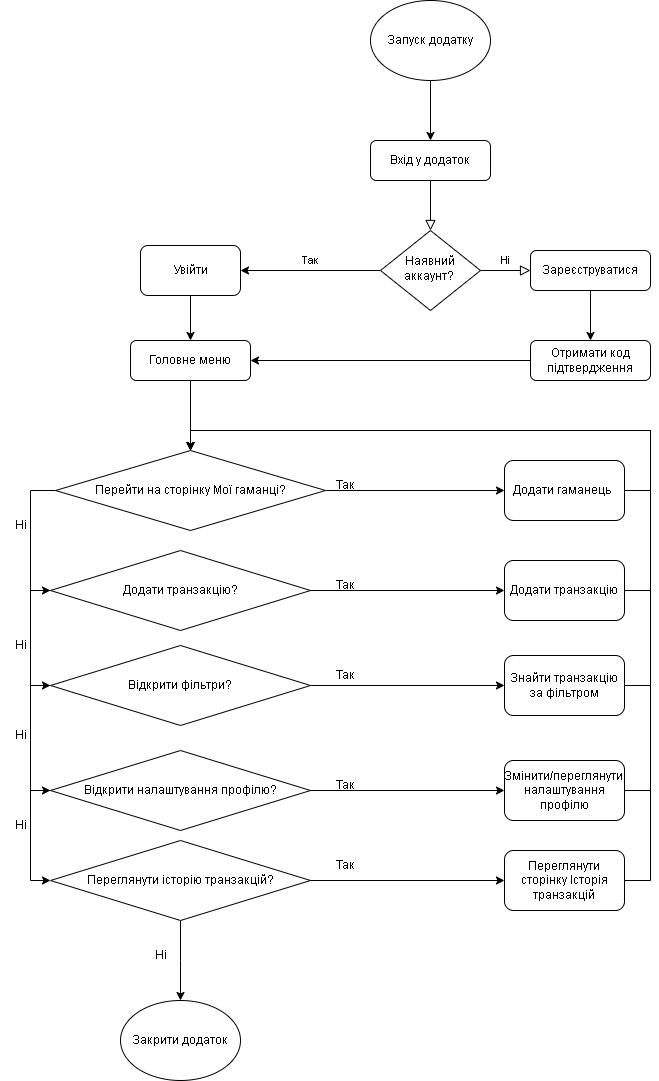 Запуск додатку
Вхід у додаток
Наявний
аккаунт?
Так
Ні
Увійти
Зареєструватися
Головне меню
Отримати код
підтвердження
Перейти на сторінку Мої гаманці?
Так
Додати гаманець
Ні
Додати транзакцію?
Так
Додати транзакцію
Ні
Відкрити фільтри?
Так
Знайти транзакцію
за фільтром
Ні
Відкрити налаштування профілю?
Так
Змінити/переглянути
налаштування
профілю
Ні
Переглянути історію транзакцій?
Так
Переглянути
сторінку Історія
транзакцій
Ні
Закрити додаток